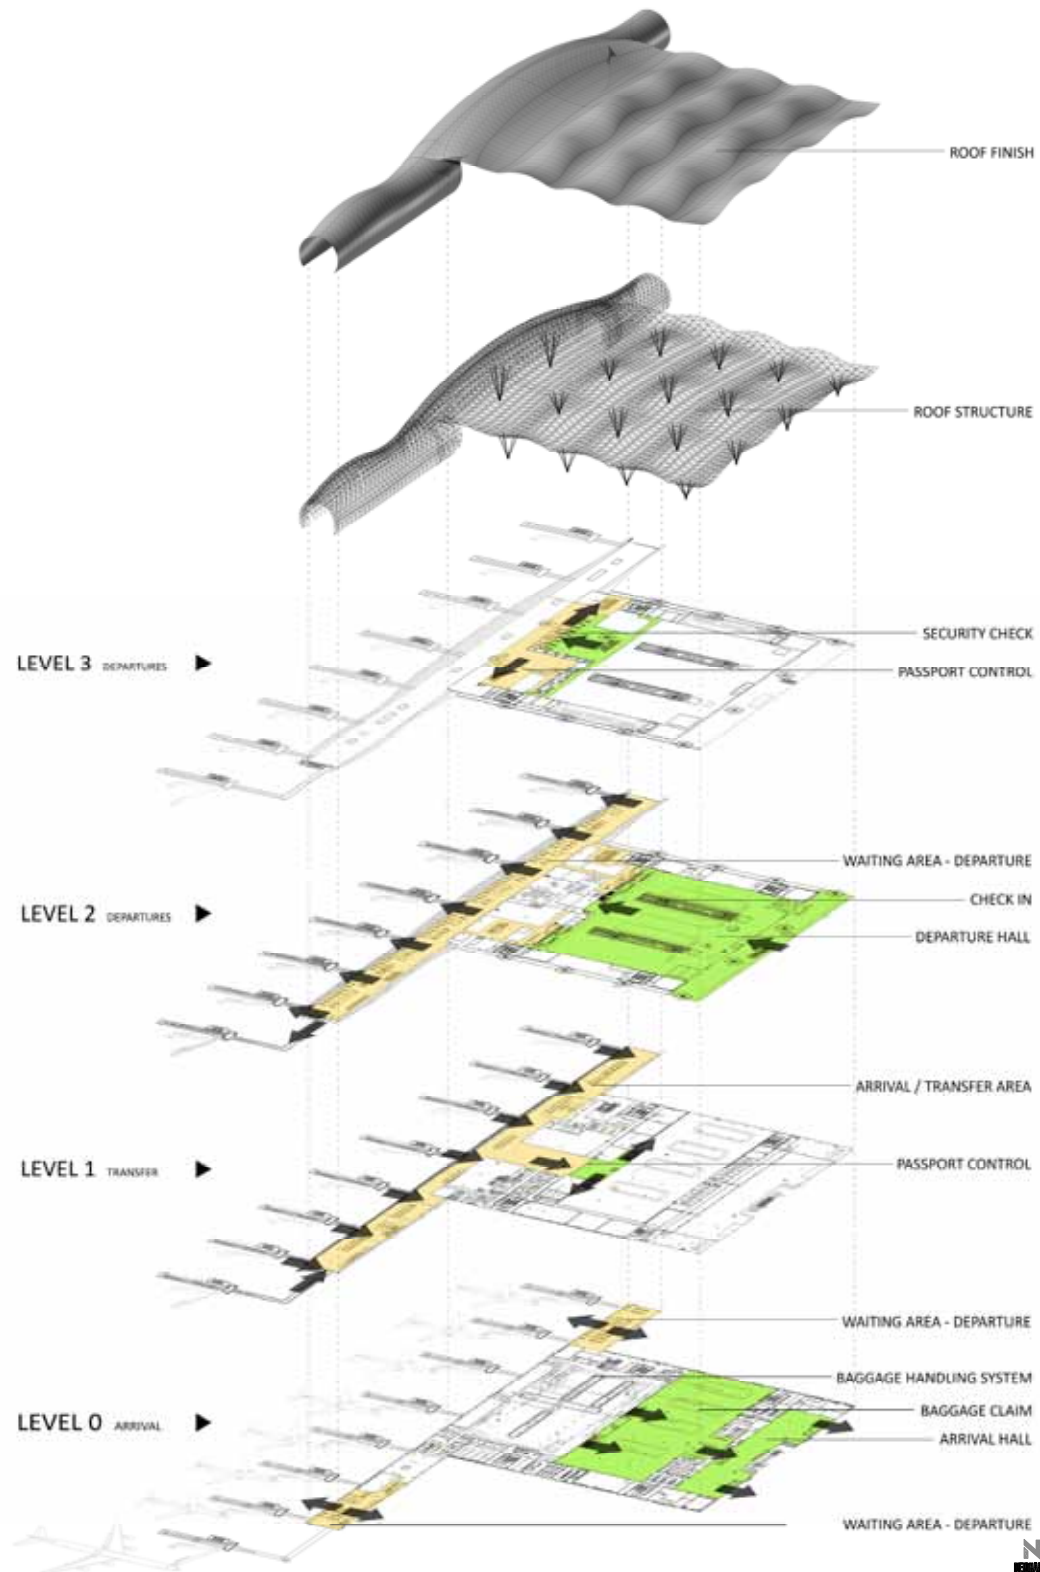 ROOF FINISH
ROOF STRUCTURE
SECURITY CHECK
LEVEL 3 DEPARTURES
PASSPORT CONTROL
WAITING AREA - DEPARTURE
CHECK IN
LEVEL 2 DEPARTURES
DEPARTURE HALL
ARRIVAL / TRANSFER AREA
PASSPORT CONTROL
LEVEL 1 TRANSFER
WAITING AREA - DEPARTURE
BAGGAGE HANDLING SYSTEM
BAGGAGE CLAIM
LEVEL 0 ARRIVAL
ARRIVAL HALL
WAITING AREA - DEPARTURE